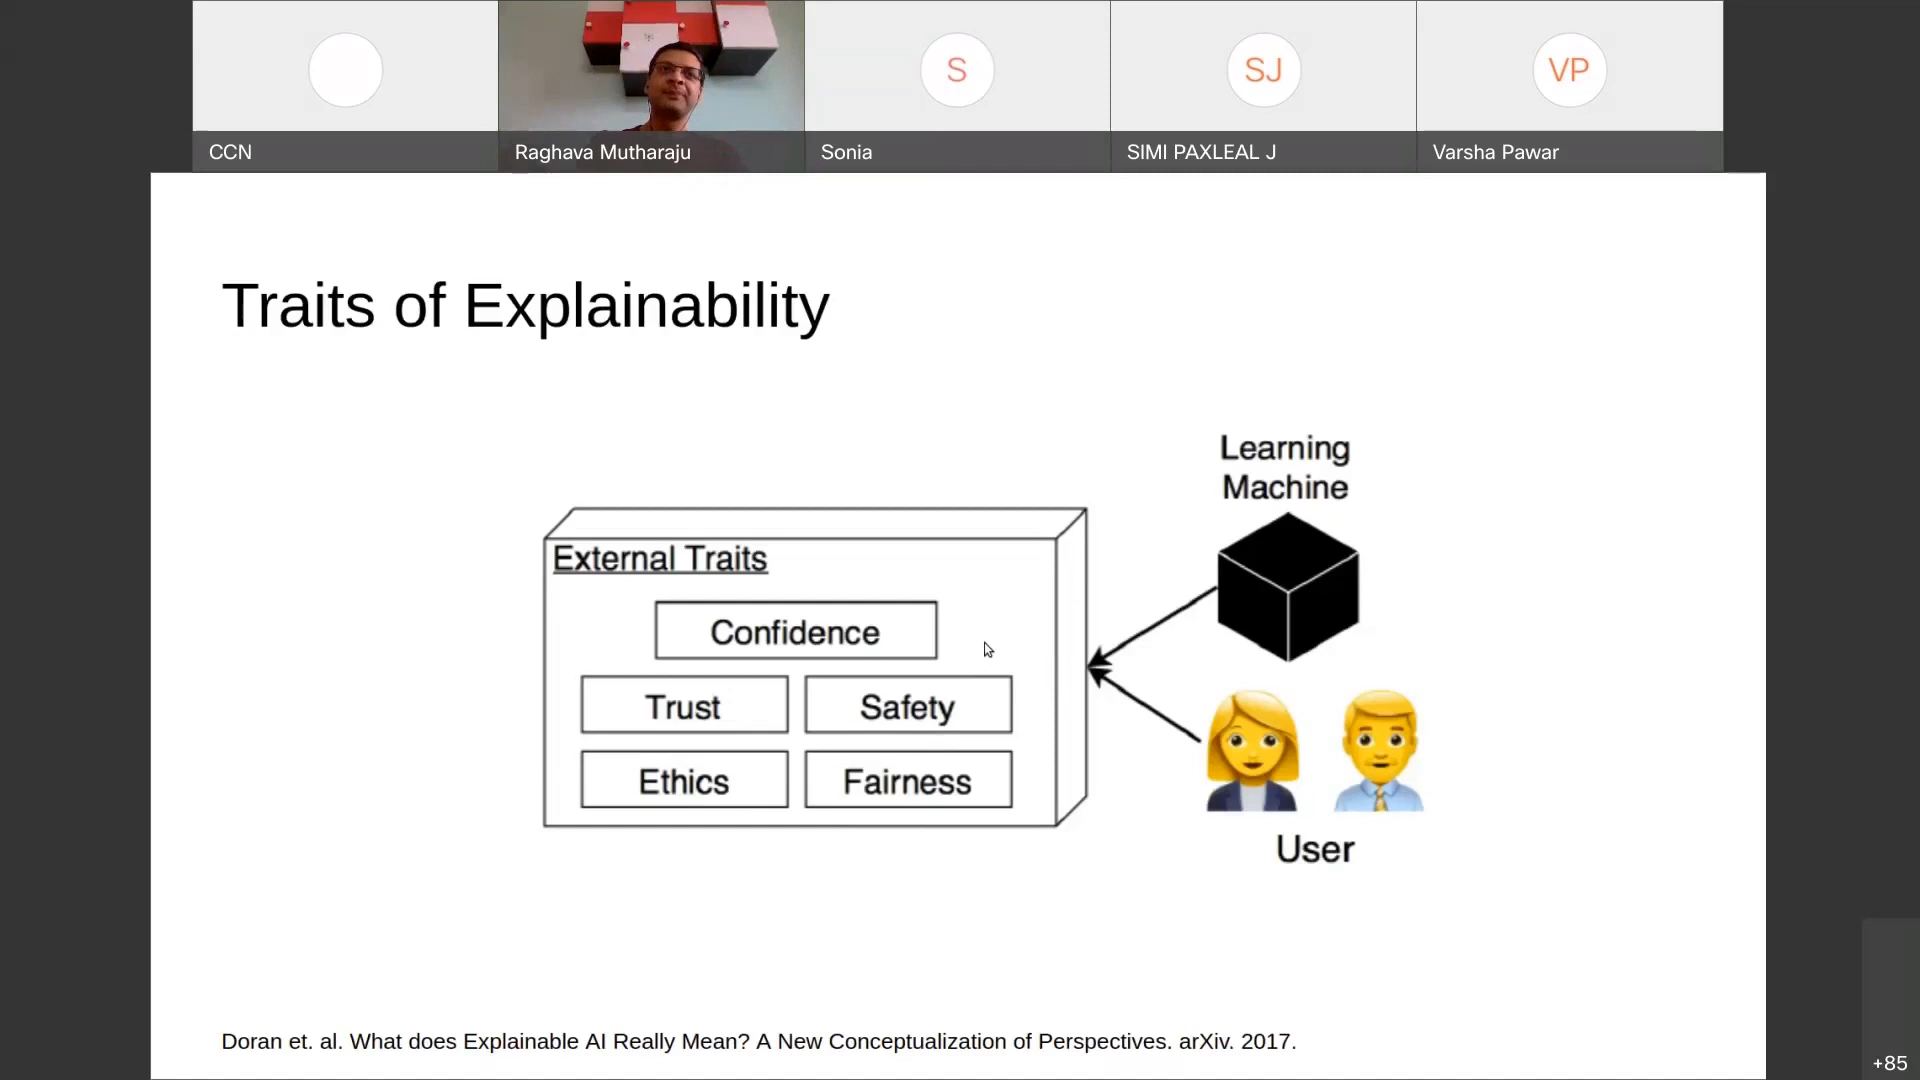 S
SJ
VP
CCN
Raghava Mutharaju
Sonia
SIMI PAXLEAL J
Varsha Pawar
Traits of Explainability
Learning
Machine
External Traits
Confidence
Trust
Safety
Ethics
Fairness
User
Doran et. al. What does Explainable AI Really Mean? A New Conceptualization of Perspectives. arXiv. 2017.
+85